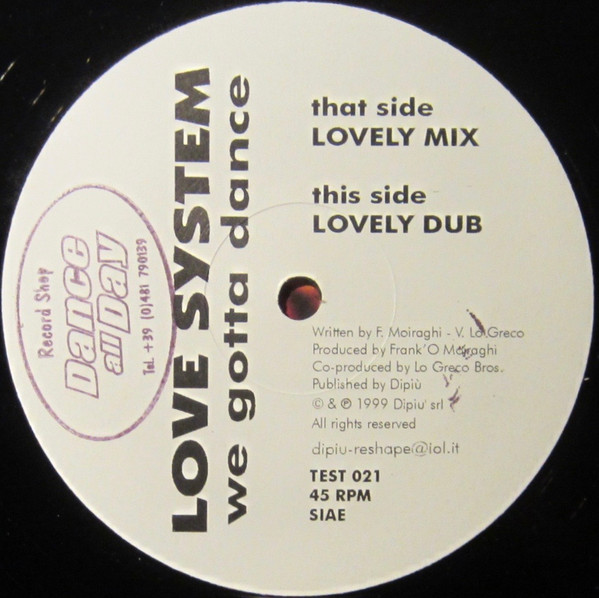 LOVE SYSTEM
we gotta dance
that side
LOVELY MIX
this side
LOVELY DUB
Written by F. Moiraghi - V. Lo Greco
Produced by Frank'O Moiraghi
Co-produced by Lo Greco Bros.
Published by Dipiù
© & ℗ 1999 Dipiu' srl
All rights reserved
dipiu-reshape@iol.it
TEST 021
45 RPM
SIAE
Record Shop
Dance
all Day
Tel. +39 (0)481 790139